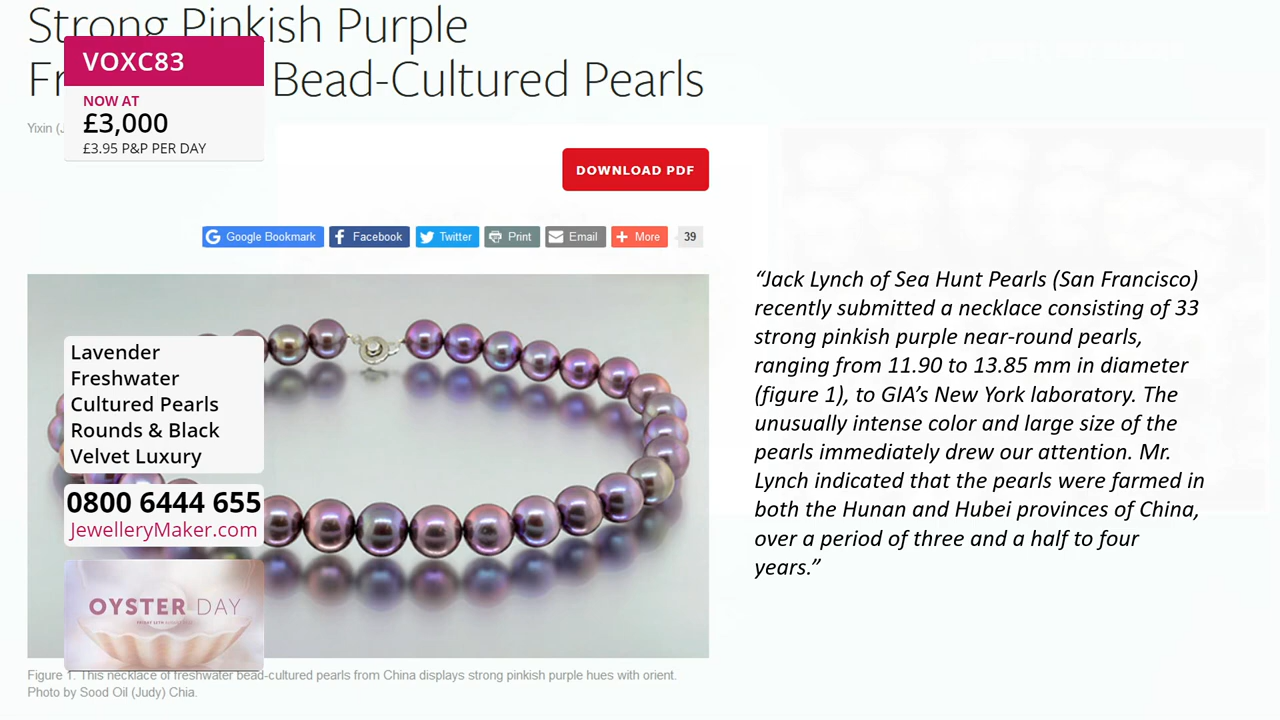 Strong Pinkish Purple
Bead-Cultured Pearls
VOXC83
NOW AT
£3,000
£3.95 P&P PER DAY
Yixin
DOWNLOAD PDF
Google Bookmark
Facebook
Twitter
Print
Email
More
39
Lavender
Freshwater
Cultured Pearls
Rounds & Black
Velvet Luxury
0800 6444 655
JewelleryMaker.com
OYSTER DAY
“Jack Lynch of Sea Hunt Pearls (San Francisco)
recently submitted a necklace consisting of 33
strong pinkish purple near-round pearls,
ranging from 11.90 to 13.85 mm in diameter
(figure 1), to GIA’s New York laboratory. The
unusually intense color and large size of the
pearls immediately drew our attention. Mr.
Lynch indicated that the pearls were farmed in
both the Hunan and Hubei provinces of China,
over a period of three and a half to four
years.”
Figure 1. This necklace of freshwater bead-cultured pearls from China displays strong pinkish purple hues with orient.
Photo by Sood Oil (Judy) Chia.